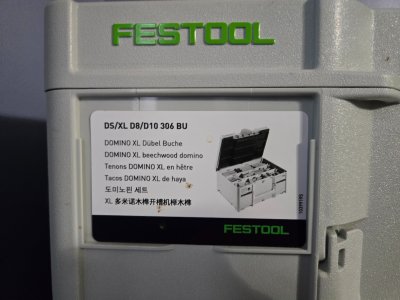 FESTOOL
DS/XL D8/D10 306 BU
DOMINO XL Dübel Buche
DOMINO XL beechwood domino
Tenons DOMINO XL en hêtre
Tacos DOMINO XL de haya
도미노핀 세트
XL 多米诺木榫开槽机榉木榫
FESTOOL